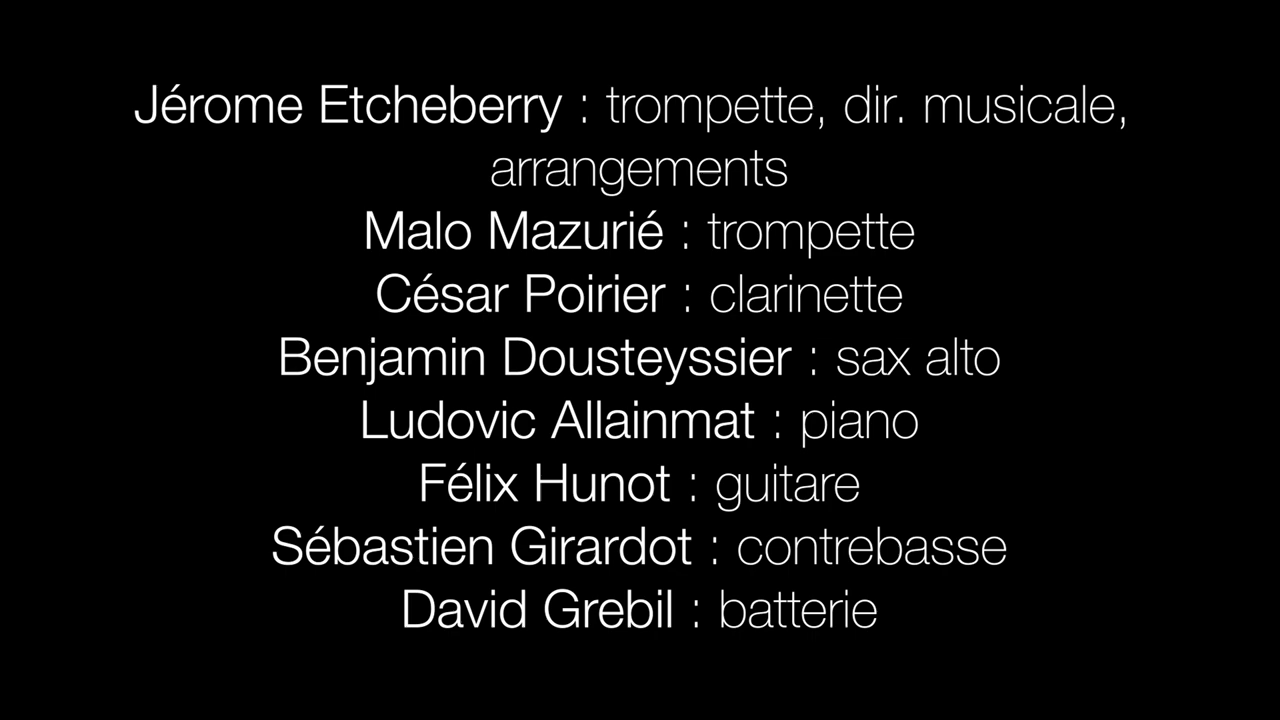 Jérome Etcheberry : trompette, dir. musicale,
arrangements
Malo Mazurié : trompette
César Poirier : clarinette
Benjamin Dousteyssier : sax alto
Ludovic Allainmat : piano
Félix Hunot : guitare
Sébastien Girardot : contrebasse
David Grebil : batterie